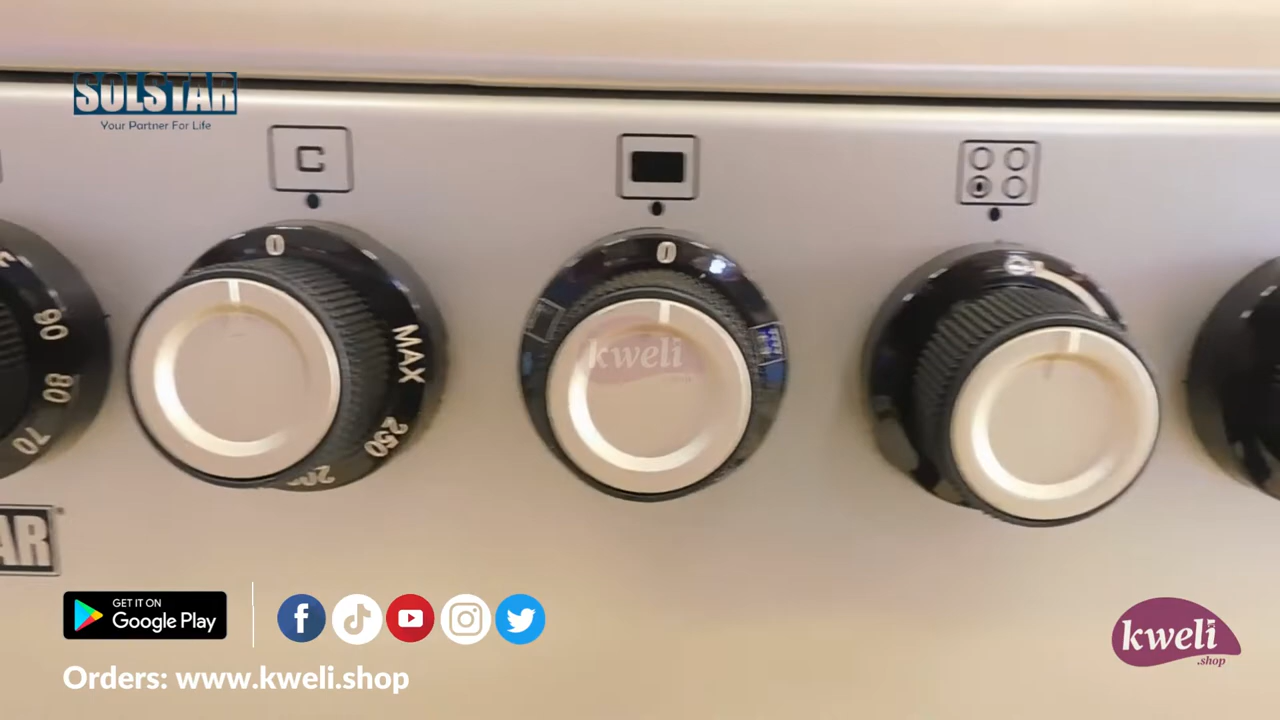 SOLSTAR
Your Partner For Life
C
0
0
MAX
90
80
70
250
kweli
AR
GET IT ON
Google Play
kweli
.shop
Orders: www.kweli.shop